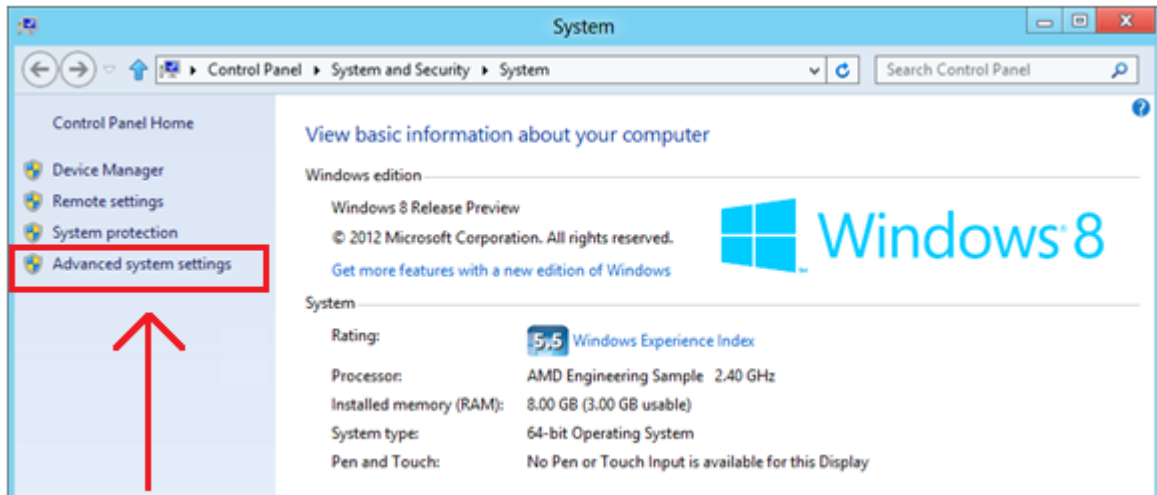 System
Control Panel ▸ System and Security ▸ System
Search Control Panel
Control Panel Home
Device Manager
Remote settings
System protection
Advanced system settings
View basic information about your computer
Windows edition
Windows 8 Release Preview
© 2012 Microsoft Corporation. All rights reserved.
Get more features with a new edition of Windows
Windows 8
System
Rating: 5,5 Windows Experience Index
Processor: AMD Engineering Sample 2.40 GHz
Installed memory (RAM): 8.00 GB (3.00 GB usable)
System type: 64-bit Operating System
Pen and Touch: No Pen or Touch Input is available for this Display